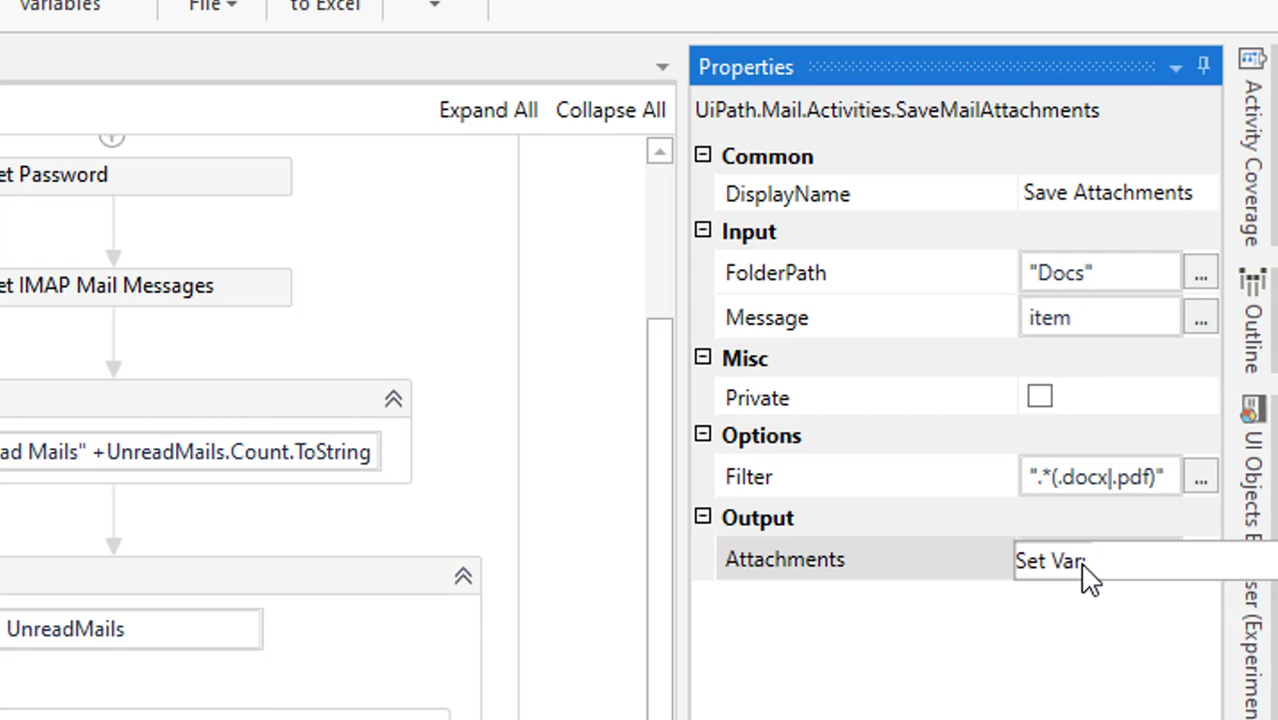 variables
File
to Excel
Properties
Expand All Collapse All
UiPath.Mail.Activities.SaveMailAttachments
Common
DisplayName Save Attachments
Input
FolderPath "Docs" ...
Message item ...
Misc
Private
Options
Filter ".*(.docx|.pdf)" ...
Output
Attachments Set Var:
et Password
et IMAP Mail Messages
ad Mails" +UnreadMails.Count.ToString
UnreadMails
Activity Coverage
Outline
UI Objects
ser (Experimen